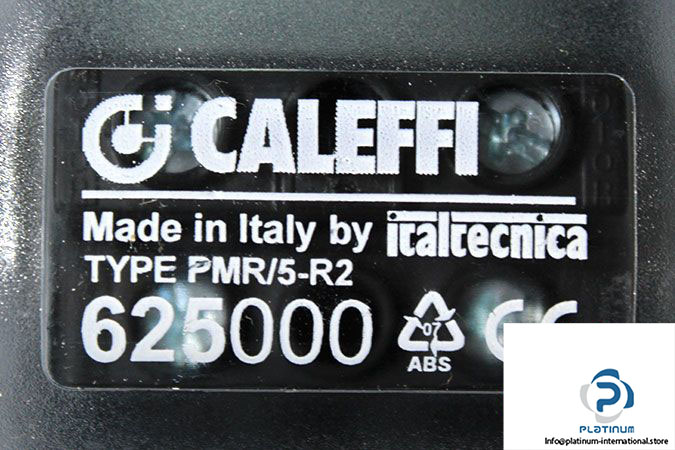 CALEFFI
Made in Italy by italtecnica
TYPE PMR/5-R2
625000
07
ABS
CE
PLATINUM
Info@platinum-international.store